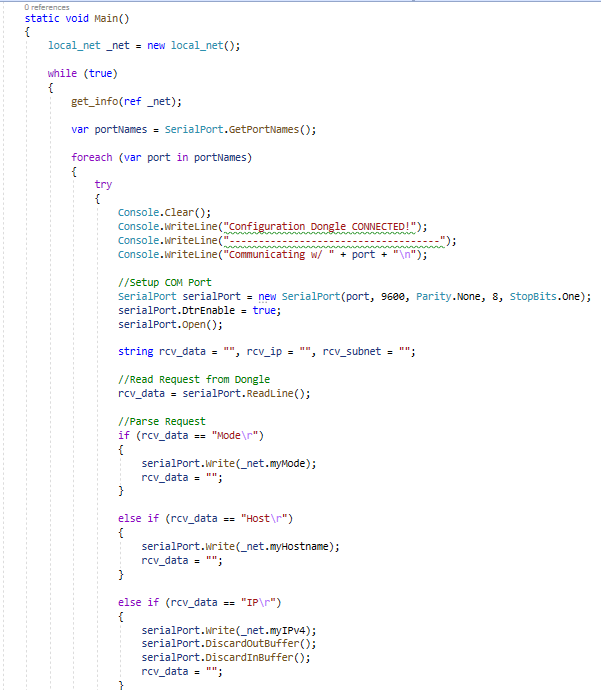 0 references
static void Main()
{
local_net _net = new local_net();
while (true)
{
get_info(ref _net);
var portNames = SerialPort.GetPortNames();
foreach (var port in portNames)
{
try
{
Console.Clear();
Console.WriteLine("Configuration Dongle CONNECTED!");
Console.WriteLine("------------------------------------");
Console.WriteLine("Communicating w/ " + port + "\n");
//Setup COM Port
SerialPort serialPort = new SerialPort(port, 9600, Parity.None, 8, StopBits.One);
serialPort.DtrEnable = true;
serialPort.Open();
string rcv_data = "", rcv_ip = "", rcv_subnet = "";
//Read Request from Dongle
rcv_data = serialPort.ReadLine();
//Parse Request
if (rcv_data == "Mode\r")
{
serialPort.Write(_net.myMode);
rcv_data = "";
}
else if (rcv_data == "Host\r")
{
serialPort.Write(_net.myHostname);
rcv_data = "";
}
else if (rcv_data == "IP\r")
{
serialPort.Write(_net.myIPv4);
serialPort.DiscardOutBuffer();
serialPort.DiscardInBuffer();
rcv_data = "";
}